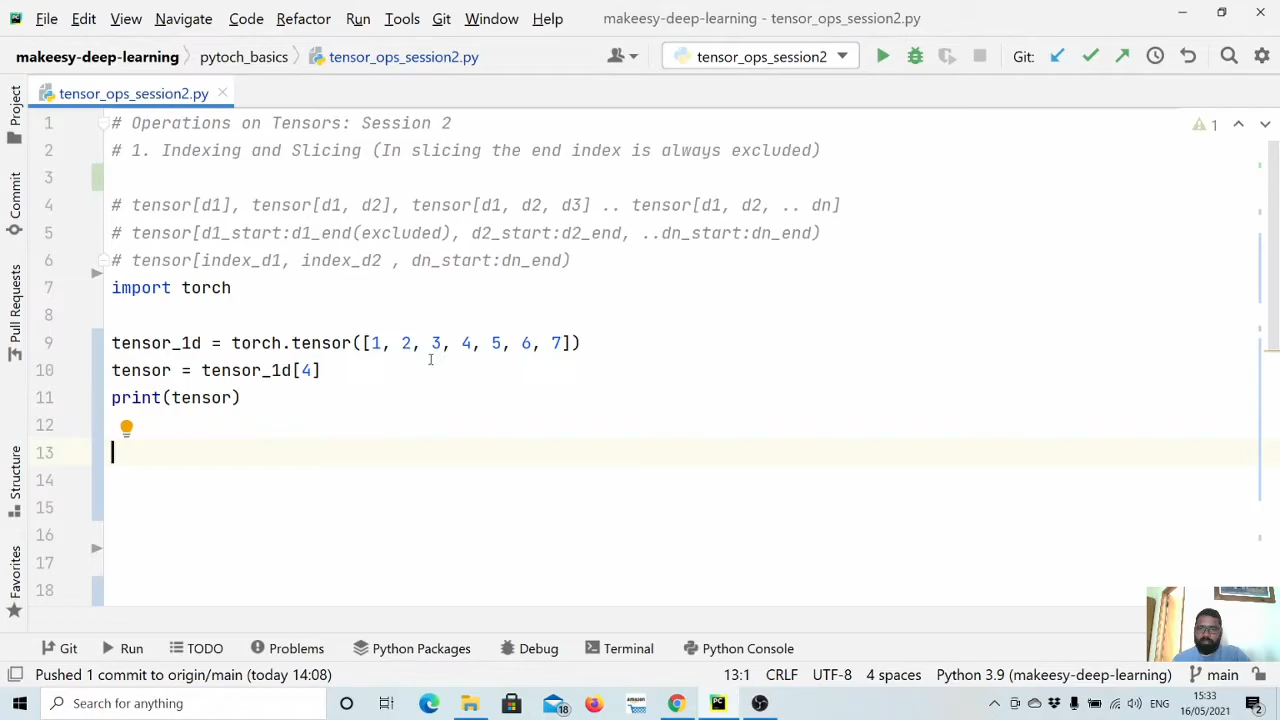 File Edit View Navigate Code Refactor Run Tools Git Window Help makeesy-deep-learning - tensor_ops_session2.py
makeesy-deep-learning pytoch_basics tensor_ops_session2.py tensor_ops_session2 Git:
tensor_ops_session2.py
1 # Operations on Tensors: Session 2
2 # 1. Indexing and Slicing (In slicing the end index is always excluded)
3
4 # tensor[d1], tensor[d1, d2], tensor[d1, d2, d3] .. tensor[d1, d2, .. dn]
5 # tensor[d1_start:d1_end(excluded), d2_start:d2_end, ..dn_start:dn_end)
6 # tensor[index_d1, index_d2 , dn_start:dn_end)
7 import torch
8
9 tensor_1d = torch.tensor([1, 2, 3, 4, 5, 6, 7])
10 tensor = tensor_1d[4]
11 print(tensor)
12
13
14
15
16
17
18
1
Project
Commit
Pull Requests
Structure
Favorites
Git Run TODO Problems Python Packages Debug Terminal Python Console
Pushed 1 commit to origin/main (today 14:08) 13:1 CRLF UTF-8 4 spaces Python 3.9 (makeesy-deep-learning) main
Search for anything amazon 18 PC ENG 15:33
16/05/2021 2